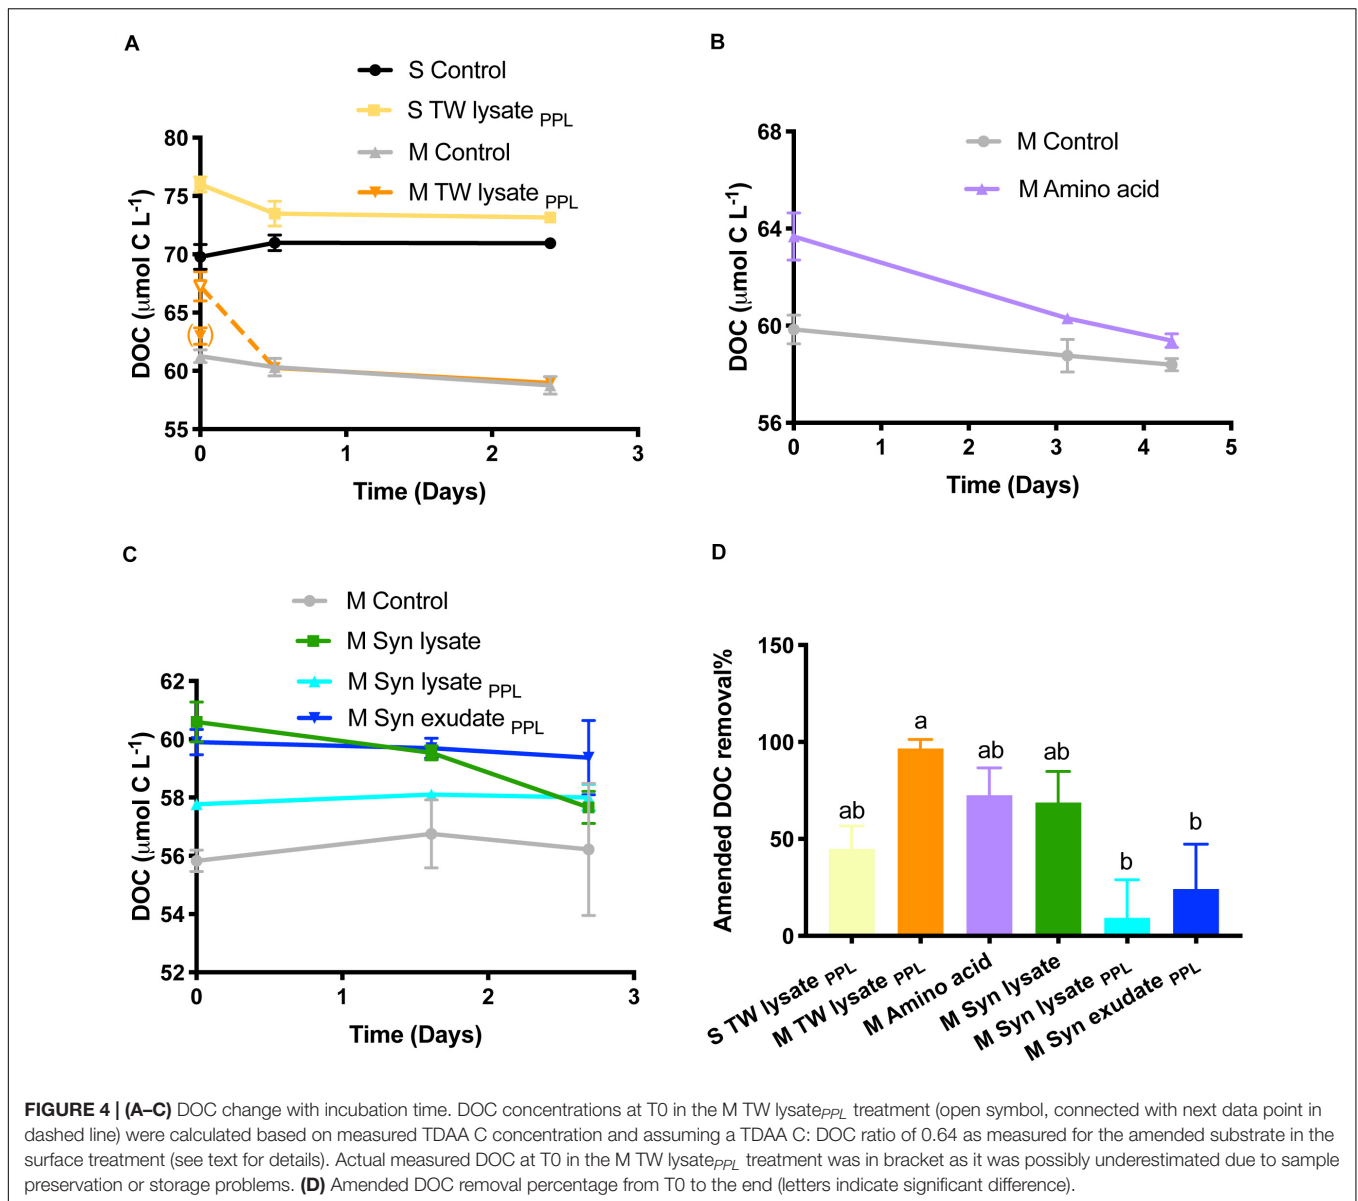 A
S Control
S TW lysate PPL
M Control
M TW lysate PPL
80
75
70
65
60
55
DOC (μmol C L-1)
0 1 2 3
Time (Days)
B
M Control
M Amino acid
68
64
60
56
DOC (μmol C L-1)
0 1 2 3 4 5
Time (Days)
C
M Control
M Syn lysate
M Syn lysate PPL
M Syn exudate PPL
62
60
58
56
54
52
DOC (μmol C L-1)
0 1 2 3
Time (Days)
D
150
100
50
0
Amended DOC removal%
ab
a
ab
ab
b
b
S TW lysate PPL
M TW lysate PPL
M Amino acid
M Syn lysate
M Syn lysate PPL
M Syn exudate PPL
FIGURE 4 | (A–C) DOC change with incubation time. DOC concentrations at T0 in the M TW lysatePPL treatment (open symbol, connected with next data point in
dashed line) were calculated based on measured TDAA C concentration and assuming a TDAA C: DOC ratio of 0.64 as measured for the amended substrate in the
surface treatment (see text for details). Actual measured DOC at T0 in the M TW lysatePPL treatment was in bracket as it was possibly underestimated due to sample
preservation or storage problems. (D) Amended DOC removal percentage from T0 to the end (letters indicate significant difference).